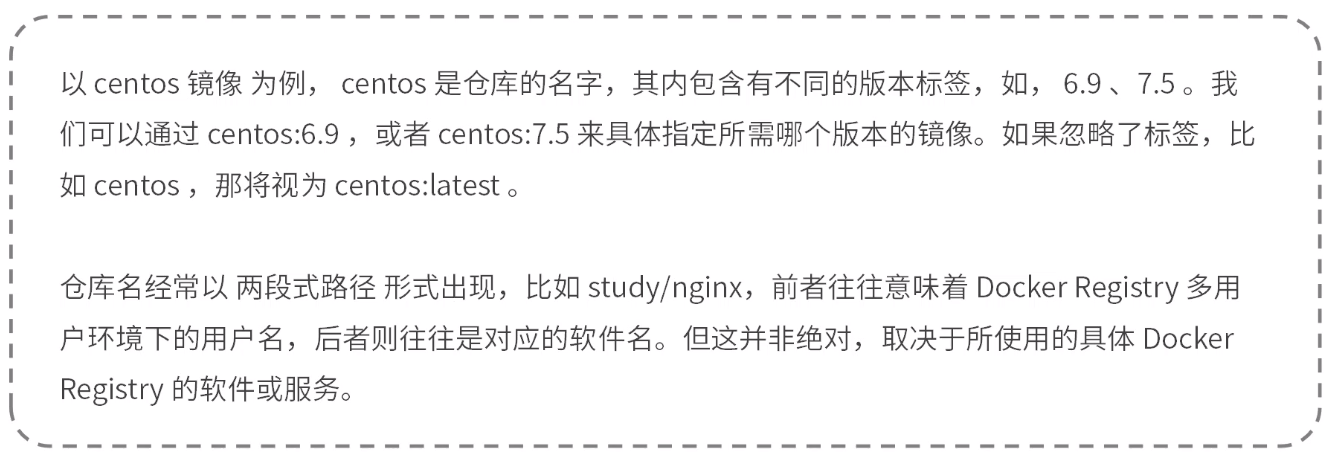 以 centos 镜像 为例， centos 是仓库的名字，其内包含有不同的版本标签，如， 6.9 、7.5 。我
们可以通过 centos:6.9 ，或者 centos:7.5 来具体指定所需哪个版本的镜像。如果忽略了标签，比
如 centos ，那将视为 centos:latest 。
仓库名经常以 两段式路径 形式出现，比如 study/nginx，前者往往意味着 Docker Registry 多用
户环境下的用户名，后者则往往是对应的软件名。但这并非绝对，取决于所使用的具体 Docker
Registry 的软件或服务。